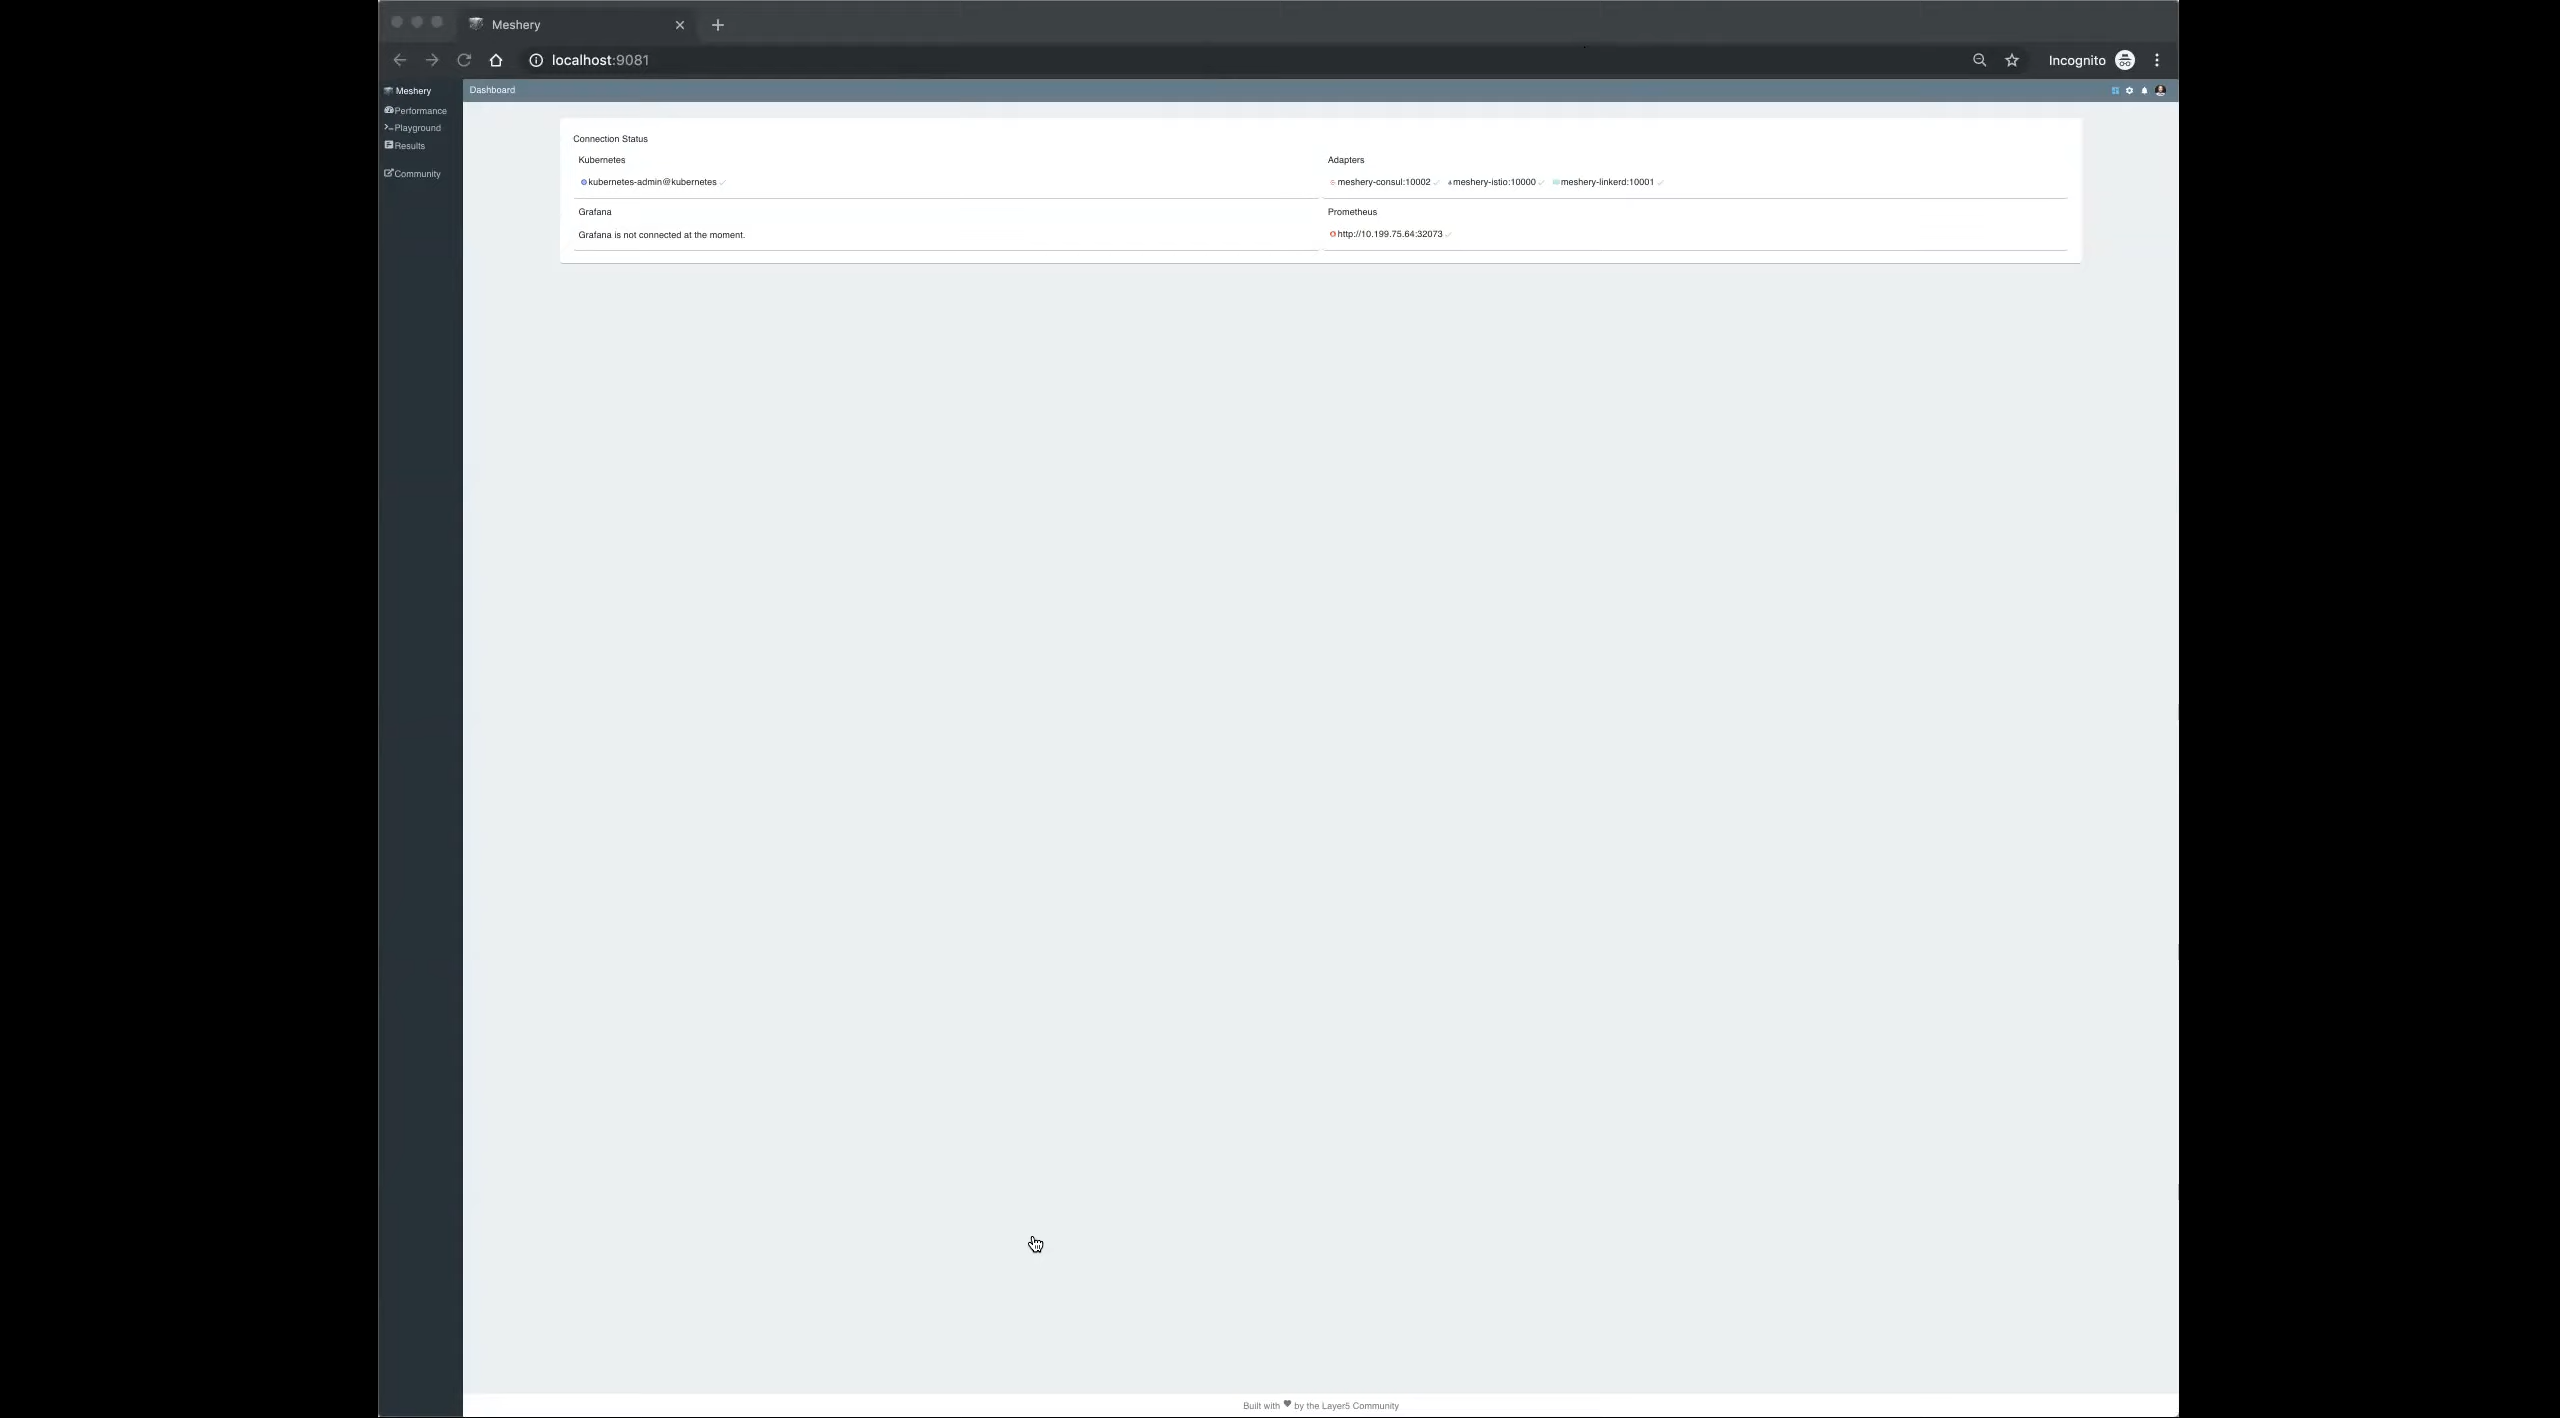 Meshery
localhost:9081
Incognito
Meshery
Dashboard
Performance
Playground
Results
Community
Connection Status
Kubernetes
kubernetes-admin@kubernetes
Adapters
meshery-consul:10002 meshery-istio:10000 meshery-linkerd:10001
Grafana
Grafana is not connected at the moment.
Prometheus
http://10.199.75.64:32073
Built with ♥ by the Layer5 Community